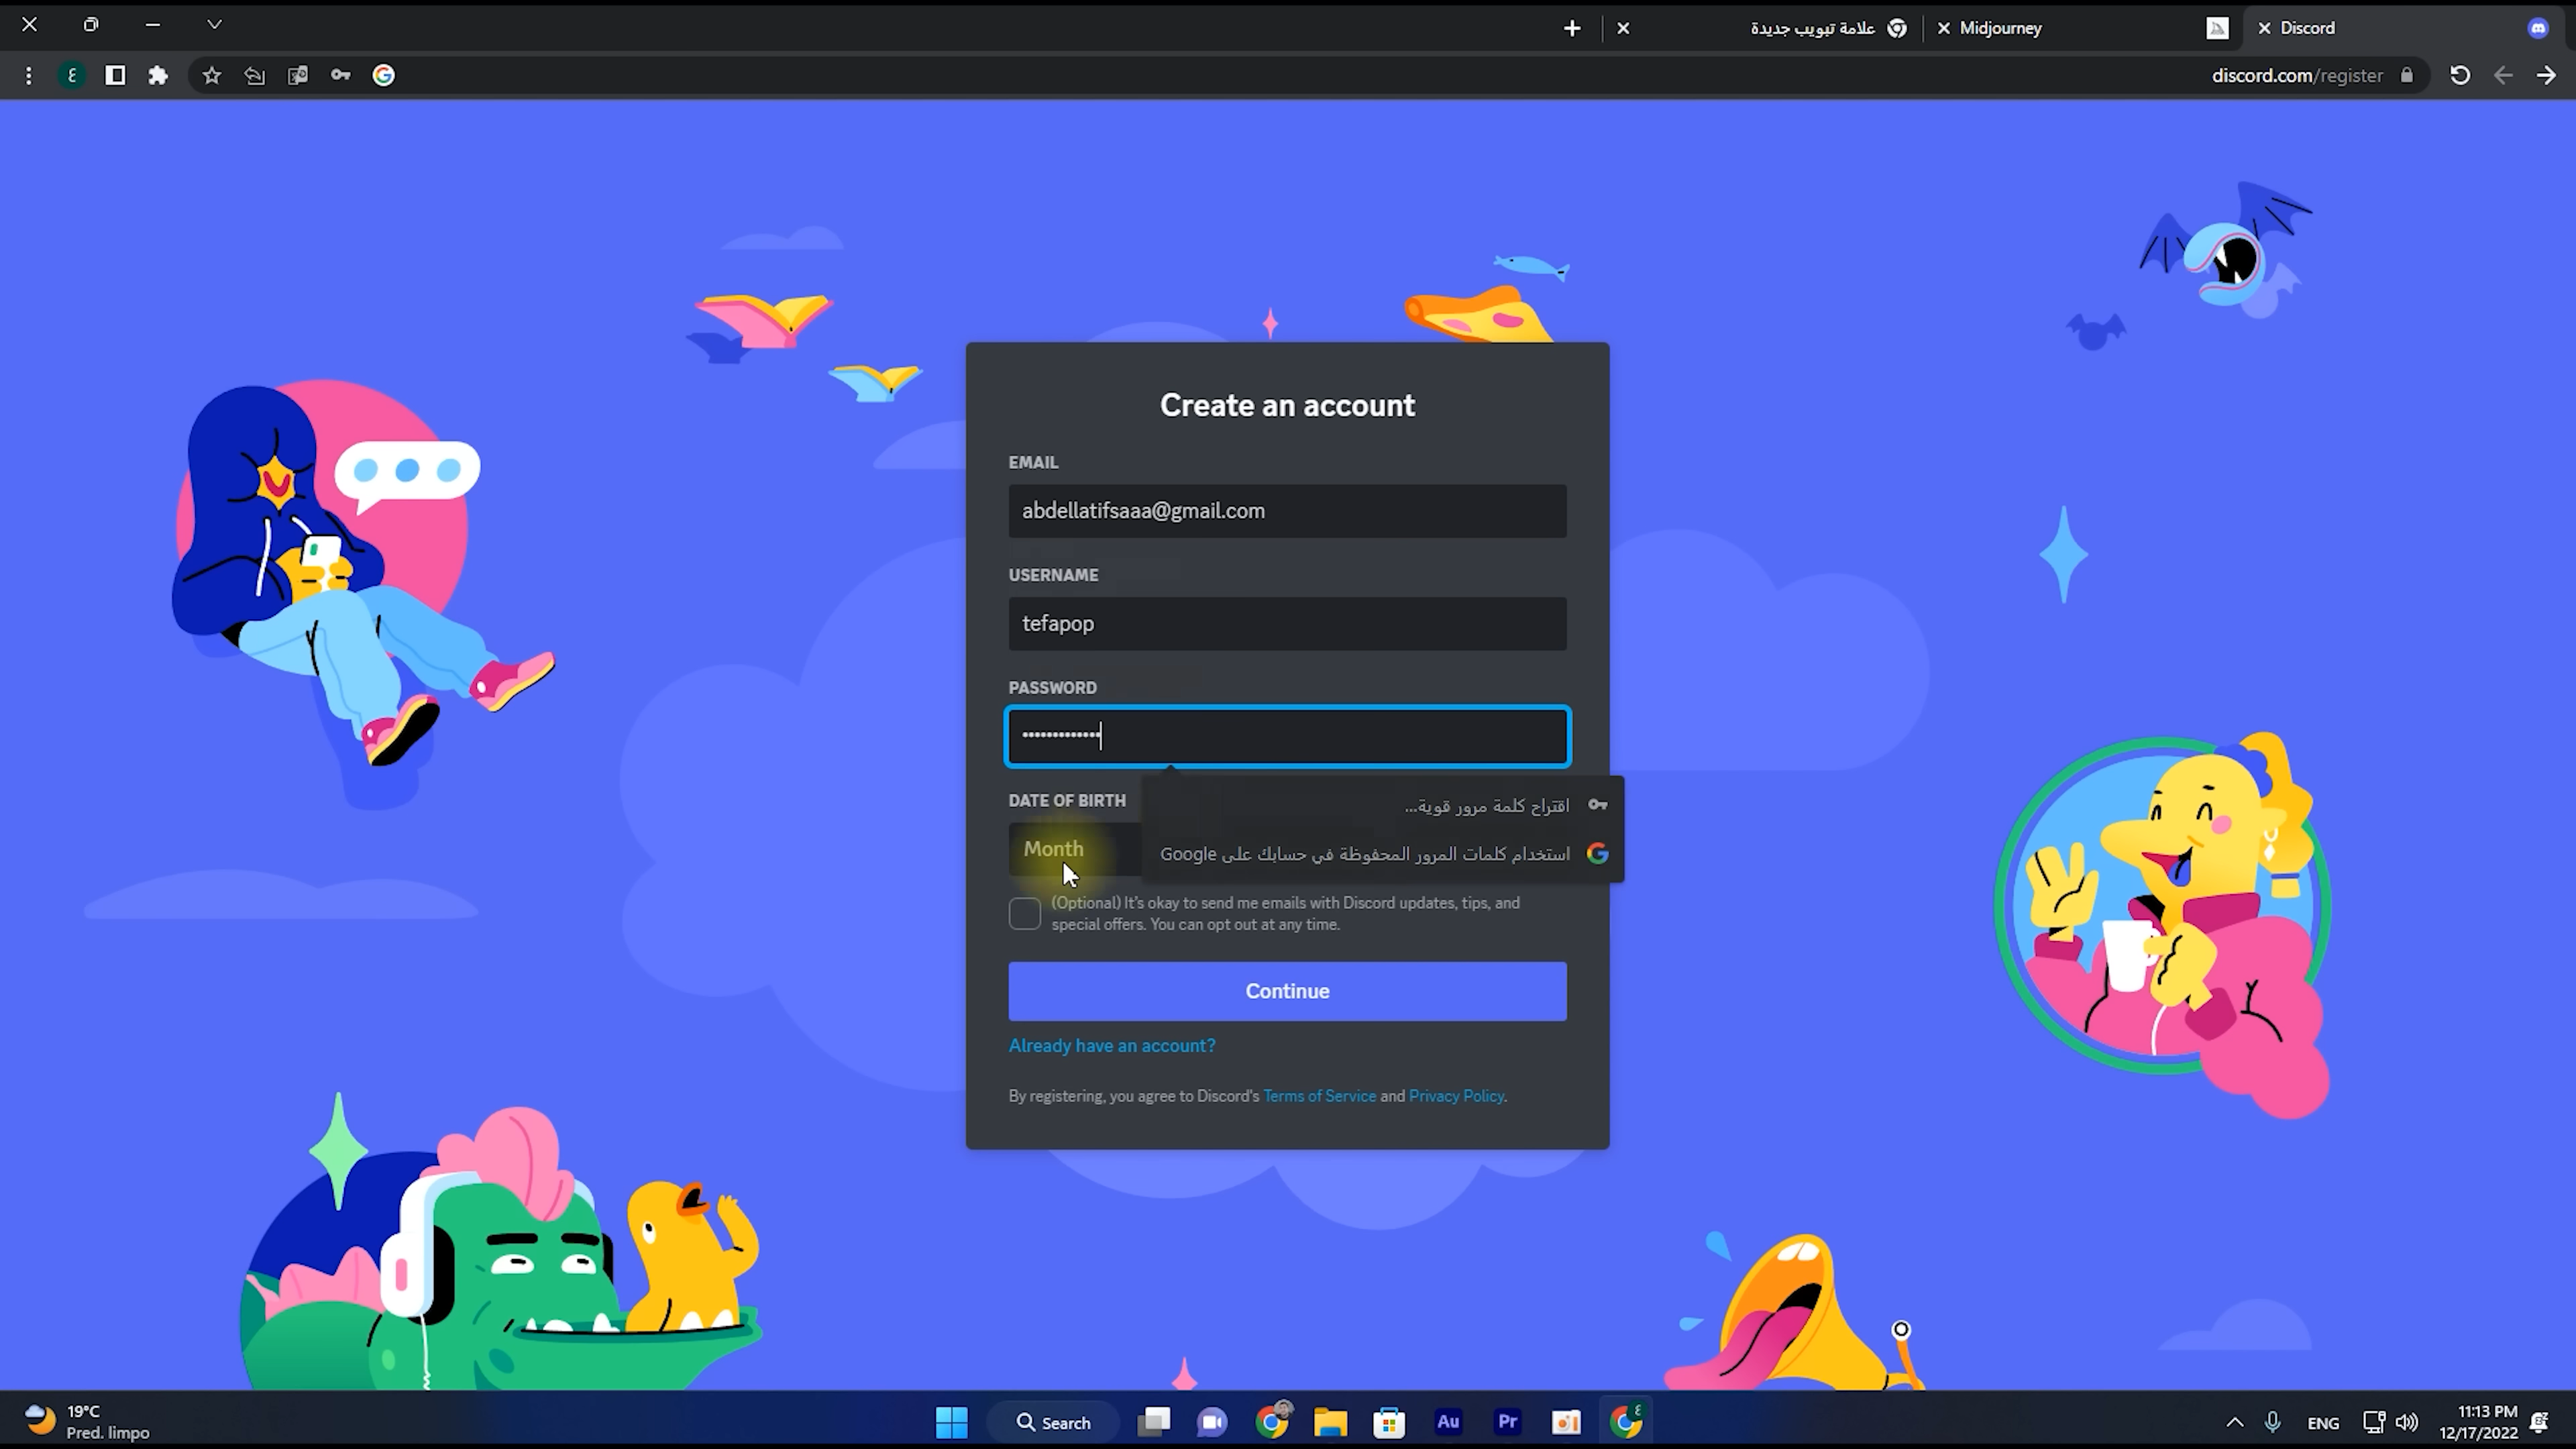 علامة تبويب جديدة
Midjourney
Discord
discord.com/register
Create an account
EMAIL
abdellatifsaaa@gmail.com
USERNAME
tefapop
PASSWORD
•••••••••••••
DATE OF BIRTH
اقتراح كلمة مرور قوية...
Month
استخدام كلمات المرور المحفوظة في حسابك على Google
(Optional) It's okay to send me emails with Discord updates, tips, and
special offers. You can opt out at any time.
Continue
Already have an account?
By registering, you agree to Discord's Terms of Service and Privacy Policy.
19°C
Pred. limpo
Search
Au
Pr
ENG
11:13 PM
12/17/2022